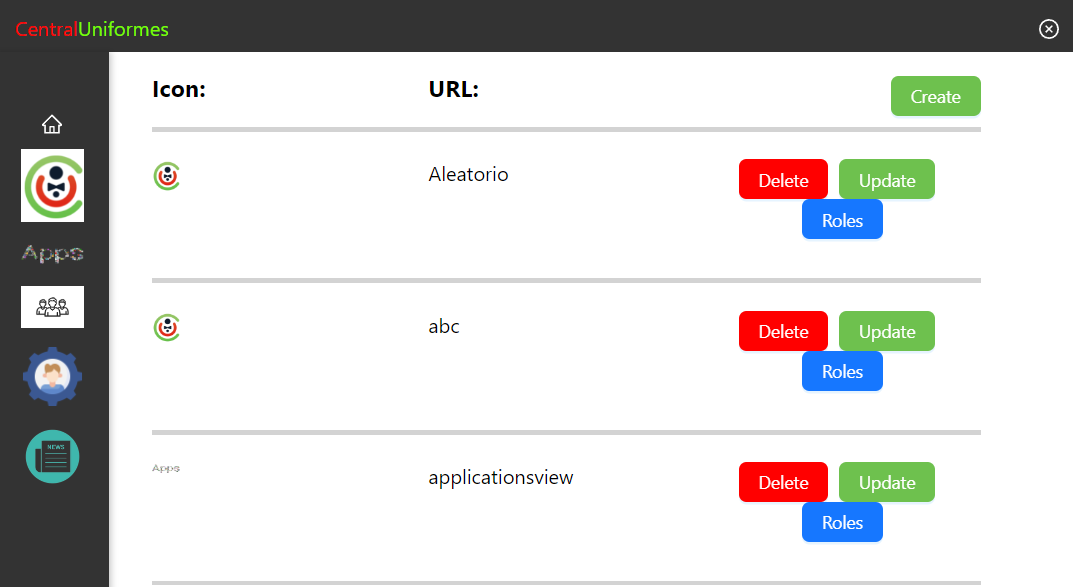 CentralUniformes
Icon: URL: Create
Aleatorio Delete Update
Roles
Apps
abc Delete Update
Roles
NEWS
Apps applicationsview Delete Update
Roles